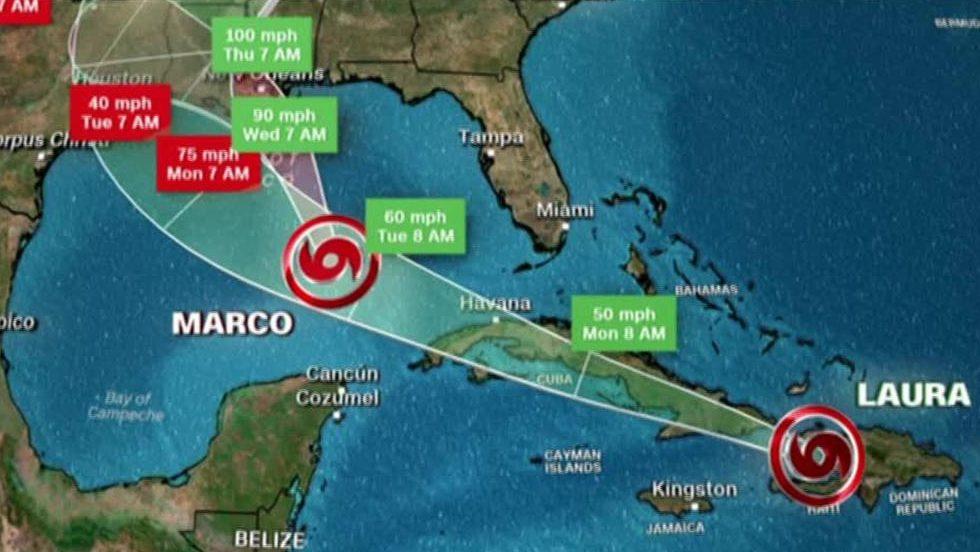 AM
100 mph
Thu 7 AM
BERMUDA
Houston
New Orleans
40 mph
Tue 7 AM
90 mph
Wed 7 AM
Corpus Christi
Tampa
75 mph
Mon 7 AM
60 mph
Tue 8 AM
Miami
BAHAMAS
Havana
50 mph
Mon 8 AM
MARCO
pico
Cancún
Cozumel
CUBA
LAURA
Bay of
Campeche
CAYMAN
ISLANDS
Kingston
HAITI
DOMINICAN
REPUBLIC
JAMAICA
BELIZE